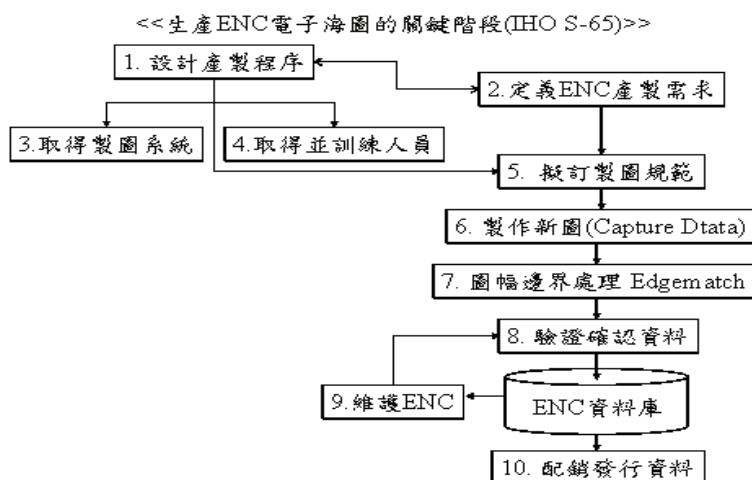 <<生產ENC電子海圖的關鍵階段(IHO S-65)>>
1. 設計產製程序
2.定義ENC產製需求
3.取得製圖系統
4.取得並訓練人員
5. 擬訂製圖規範
6. 製作新圖(Capture Dtata)
7. 圖幅邊界處理 Edgematch
8. 驗證確認資料
9.維護ENC
ENC資料庫
10. 配銷發行資料